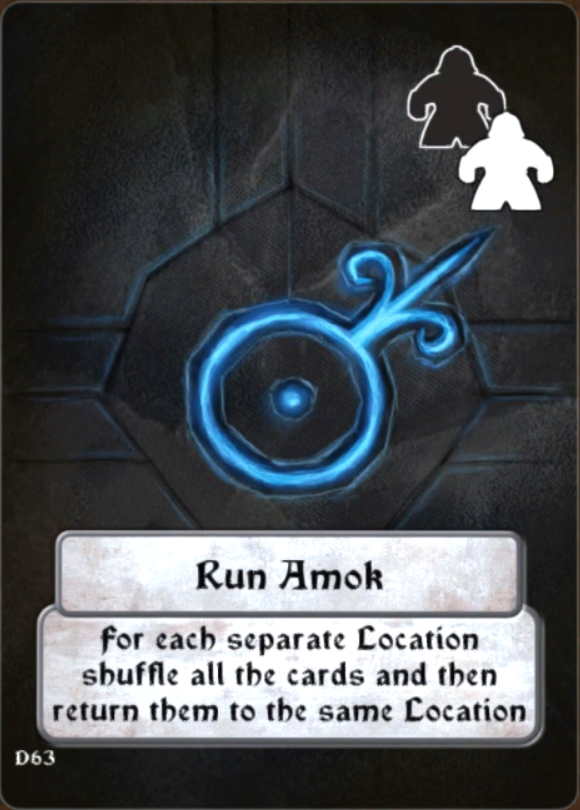 Run Amok
for each separate Location
shuffle all the cards and then
return them to the same Location
D63